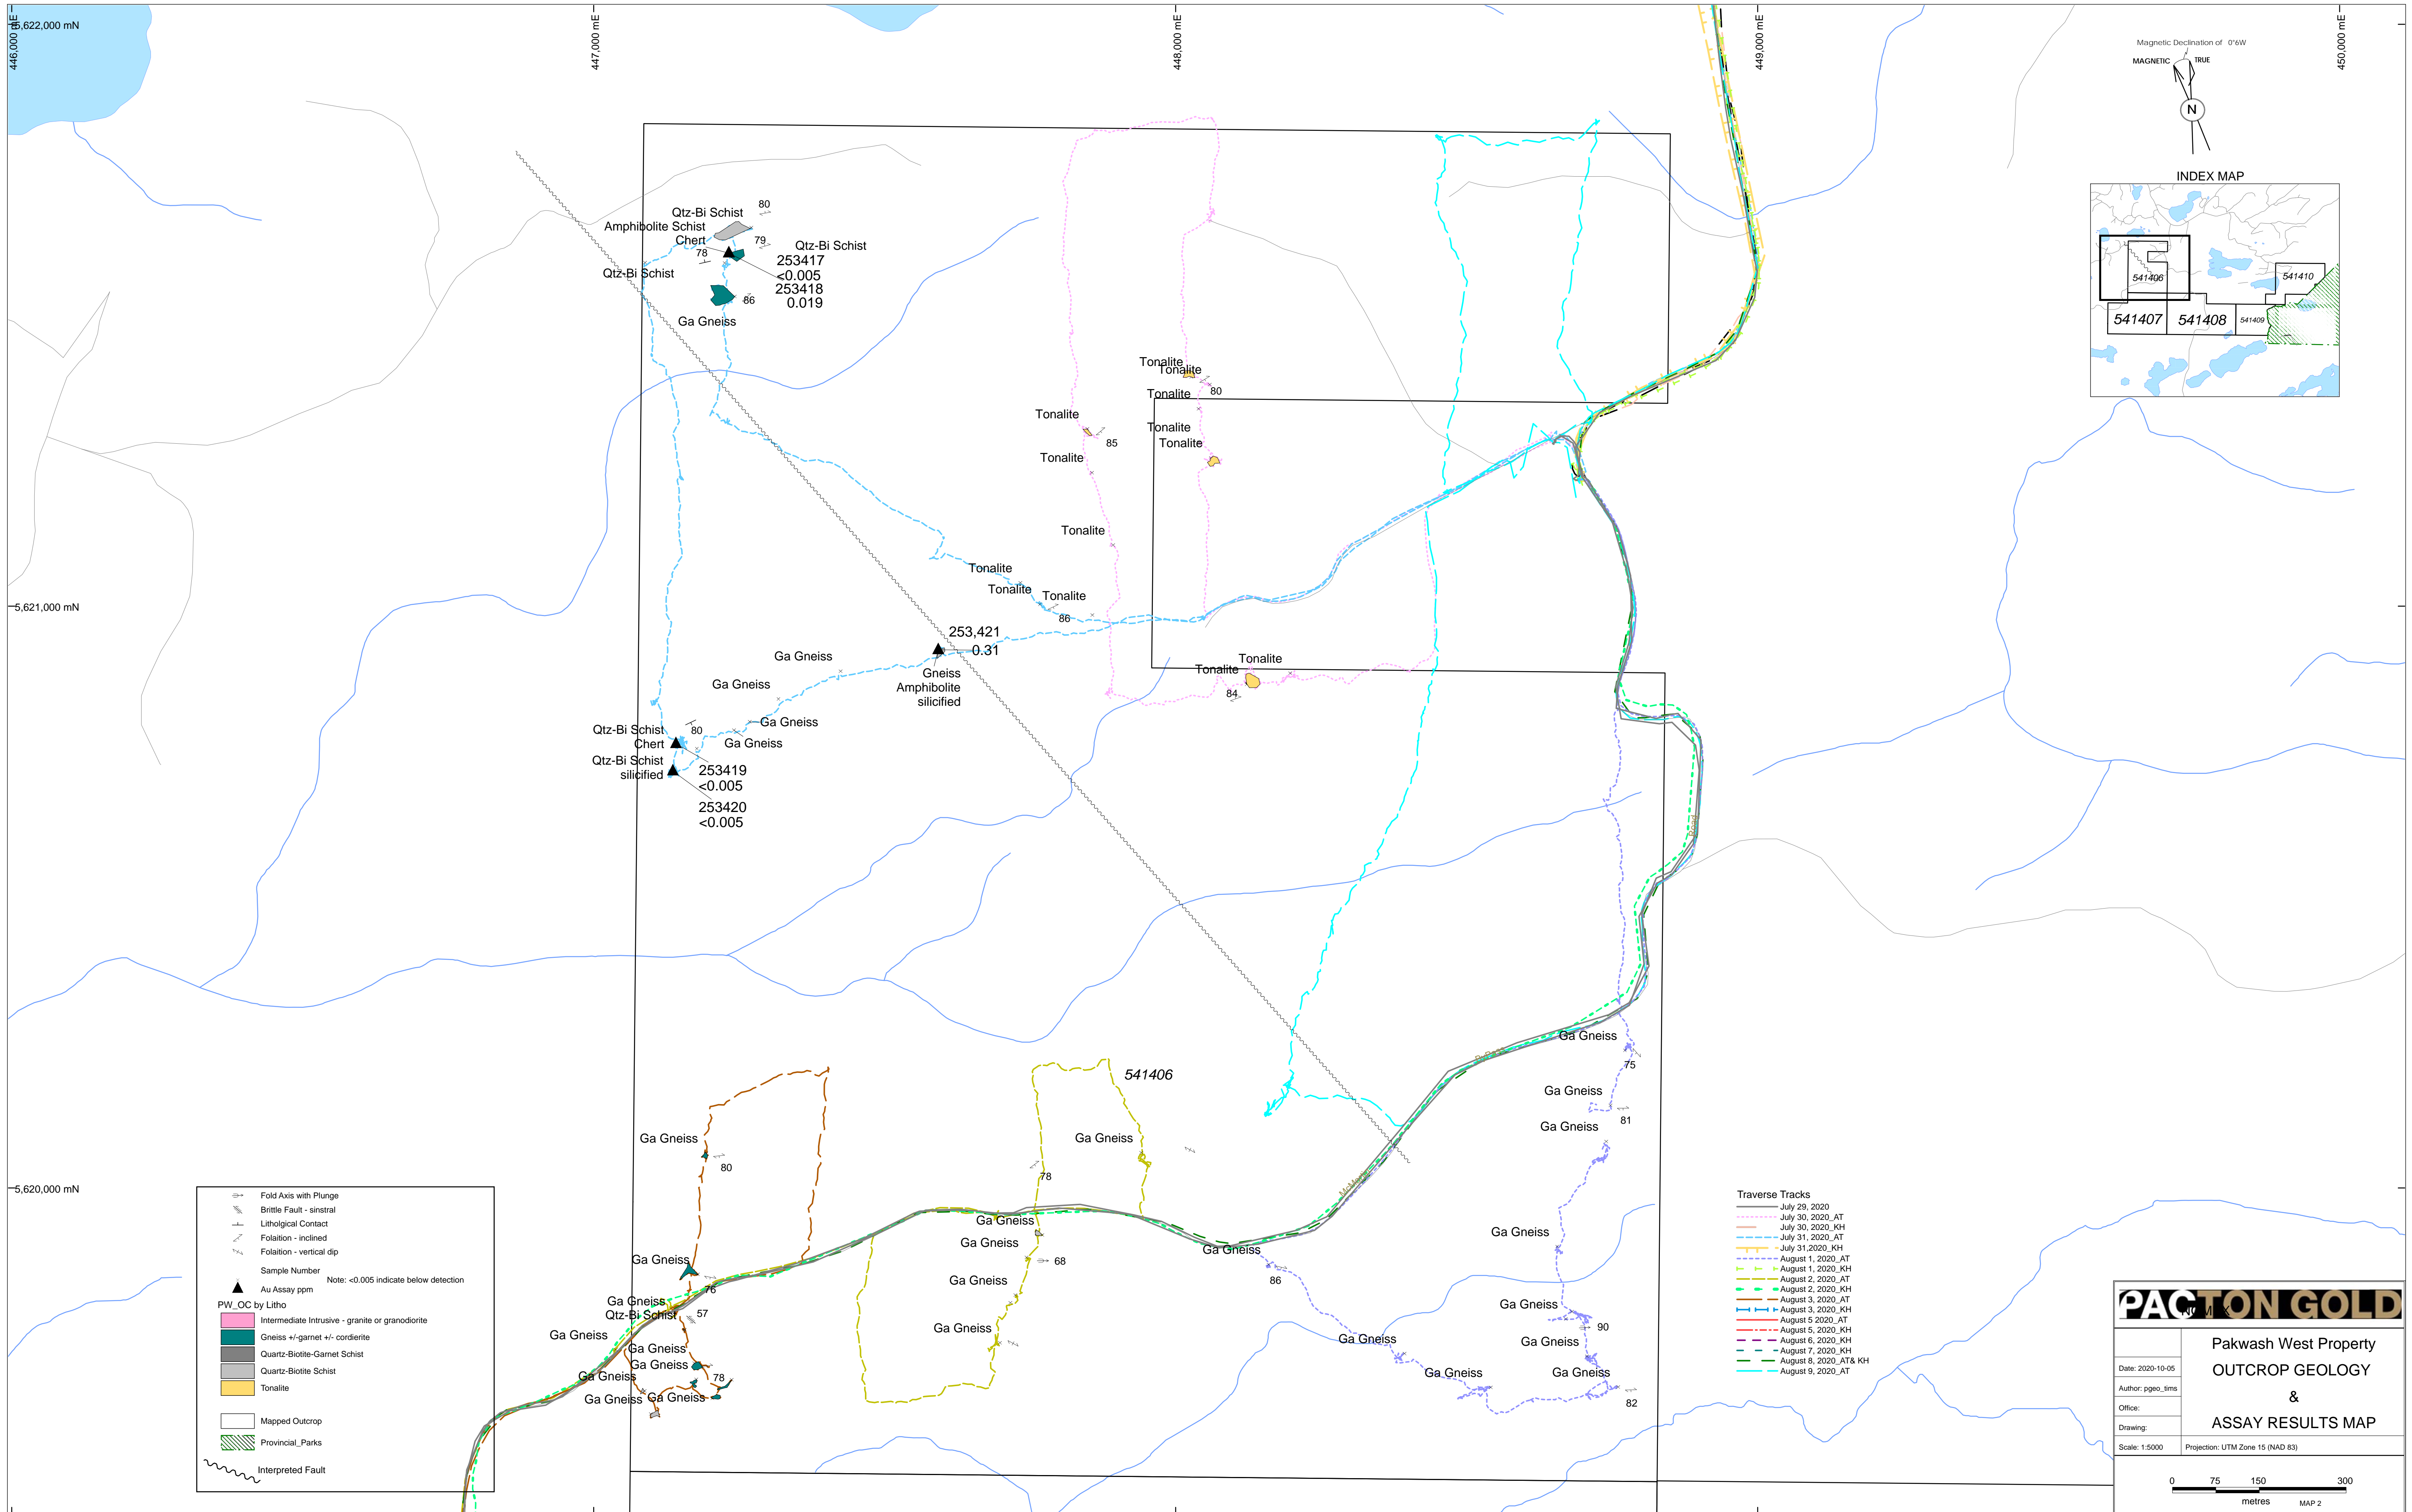 5,622,000 mN
446,000 mE
447,000 mE
448,000 mE
449,000 mE
450,000 mE
Magnetic Declination of 0°6W
MAGNETIC
TRUE
N
INDEX MAP
541406
541410
541407
541408
541409
80
Qtz-Bi Schist
Amphibolite Schist
Chert
79
Qtz-Bi Schist
78
Qtz-Bi Schist
253417
<0.005
253418
0.019
86
Ga Gneiss
Tonalite
Tonalite
80
Tonalite
Tonalite
85
Tonalite
Tonalite
Tonalite
Tonalite
Tonalite
Tonalite
Tonalite
86
5,621,000 mN
253,421
0.31
Gneiss
Amphibolite
silicified
Ga Gneiss
Ga Gneiss
Ga Gneiss
Ga Gneiss
Tonalite
Tonalite
84
80
Qtz-Bi Schist
Chert
Qtz-Bi Schist
silicified
253419
<0.005
253420
<0.005
Road
Ga Gneiss
75
Ga Gneiss
81
Ga Gneiss
541406
Ga Gneiss
Ga Gneiss
80
78
McMarmac
5,620,000 mN
Ga Gneiss
Ga Gneiss
68
Ga Gneiss
Ga Gneiss
Ga Gneiss
86
Ga Gneiss
Ga Gneiss
90
Ga Gneiss
Ga Gneiss
Ga Gneiss
Ga Gneiss
82
Ga Gneiss
76
Ga Gneiss
Qtz-Bi Schist
57
Ga Gneiss
Ga Gneiss
Ga Gneiss
Ga Gneiss
78
Ga Gneiss
Ga Gneiss
Fold Axis with Plunge
Brittle Fault - sinstral
Litholgical Contact
Folaition - inclined
Folaition - vertical dip
Sample Number
Note: <0.005 indicate below detection
Au Assay ppm
PW_OC by Litho
Intermediate Intrusive - granite or granodiorite
Gneiss +/-garnet +/- cordierite
Quartz-Biotite-Garnet Schist
Quartz-Biotite Schist
Tonalite
Mapped Outcrop
Provincial_Parks
Interpreted Fault
Traverse Tracks
July 29, 2020
July 30, 2020_AT
July 30, 2020_KH
July 31, 2020_AT
July 31,2020_KH
August 1, 2020_AT
August 1, 2020_KH
August 2, 2020_AT
August 2, 2020_KH
August 3, 2020_AT
August 3, 2020_KH
August 5 2020_AT
August 5, 2020_KH
August 6, 2020_KH
August 7, 2020_KH
August 8, 2020_AT& KH
August 9, 2020_AT
PACTON GOLD
Pakwash West Property
OUTCROP GEOLOGY
&
ASSAY RESULTS MAP
Date: 2020-10-05
Author: pgeo_tims
Office:
Drawing:
Scale: 1:5000
Projection: UTM Zone 15 (NAD 83)
0 75 150 300
metres
MAP 2